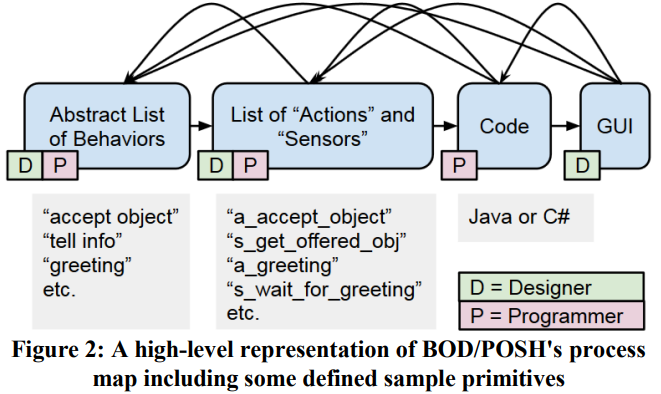 Abstract List
of Behaviors
List of “Actions” and
“Sensors”
Code
GUI
D P
D P
P
D
“accept object”
“tell info”
“greeting”
etc.
“a_accept_object”
“s_get_offered_obj”
“a_greeting”
“s_wait_for_greeting”
etc.
Java or C#
D = Designer
P = Programmer
Figure 2: A high-level representation of BOD/POSH's process
map including some defined sample primitives